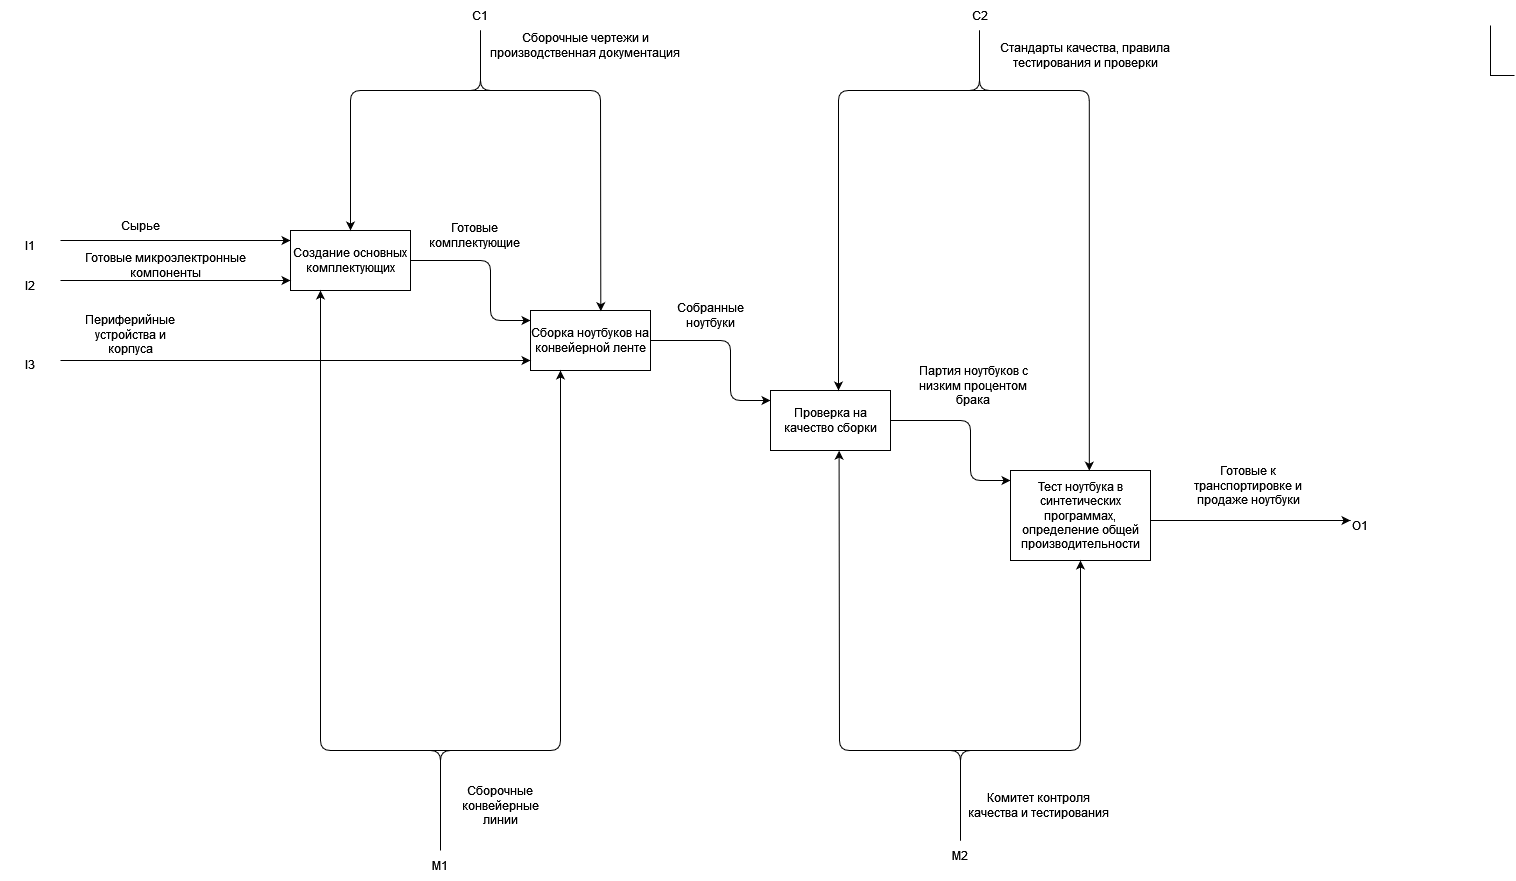 C1
Сборочные чертежи и
производственная документация
C2
Стандарты качества, правила
тестирования и проверки
I1
Сырье
I2
Готовые микроэлектронные
компоненты
I3
Периферийные
устройства и
корпуса
Создание основных
комплектующих
Готовые
комплектующие
Сборка ноутбуков на
конвейерной ленте
Собранные
ноутбуки
Проверка на
качество сборки
Партия ноутбуков с
низким процентом
брака
Тест ноутбука в
синтетических
программах,
определение общей
производительности
Готовые к
транспортировке и
продаже ноутбуки
O1
Сборочные
конвейерные
линии
M1
Комитет контроля
качества и тестирования
M2